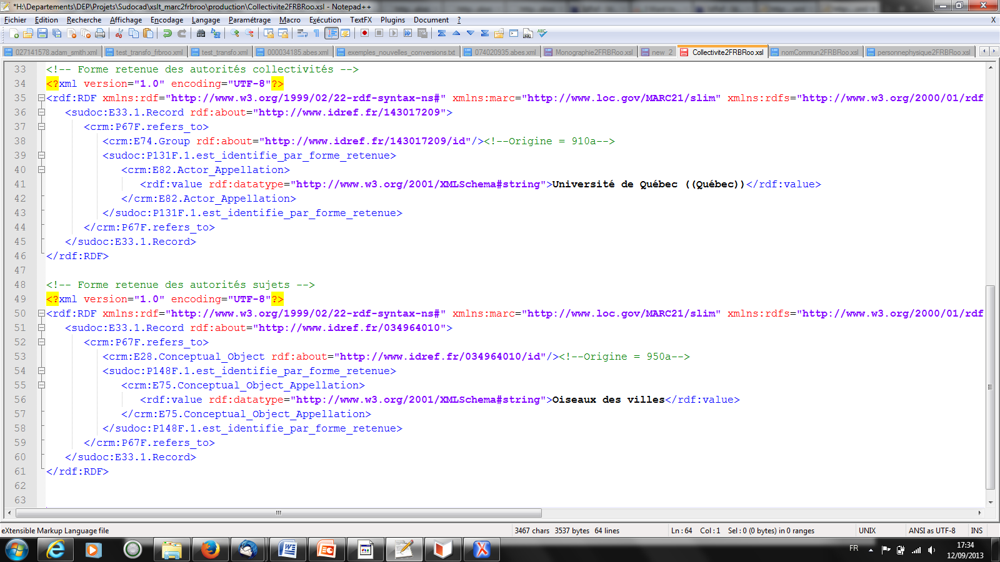 *H:\Departements\DEP\Projets\Sudocad\xslt_marc2frbroo\production\Collectivite2FRBRoo.xsl - Notepad++
Fichier Edition Recherche Affichage Encodage Langage Paramétrage Macro Exécution TextFX Plugins Document ? X
027141578.adam_smith.xml test_transfo_frbroo.xml test_transfo.xml 000034185.abes.xml exemples_nouvelles_conversions.txt 074020935.abes.xml Monographie2FRBRoo.xsl new 2 Collectivite2FRBRoo.xsl nomCommun2FRBRoo.xsl personnephysique2FRBRoo.xsl
33 <!-- Forme retenue des autorités collectivités -->
34 <?xml version="1.0" encoding="UTF-8"?>
35 <rdf:RDF xmlns:rdf="http://www.w3.org/1999/02/22-rdf-syntax-ns#" xmlns:marc="http://www.loc.gov/MARC21/slim" xmlns:rdfs="http://www.w3.org/2000/01/rdf
36 <sudoc:E33.1.Record rdf:about="http://www.idref.fr/143017209">
37 <crm:P67F.refers_to>
38 <crm:E74.Group rdf:about="http://www.idref.fr/143017209/id"/><!--Origine = 910a-->
39 <sudoc:P131F.1.est_identifie_par_forme_retenue>
40 <crm:E82.Actor_Appellation>
41 <rdf:value rdf:datatype="http://www.w3.org/2001/XMLSchema#string">Université de Québec ((Québec))</rdf:value>
42 </crm:E82.Actor_Appellation>
43 </sudoc:P131F.1.est_identifie_par_forme_retenue>
44 </crm:P67F.refers_to>
45 </sudoc:E33.1.Record>
46 </rdf:RDF>
47
48 <!-- Forme retenue des autorités sujets -->
49 <?xml version="1.0" encoding="UTF-8"?>
50 <rdf:RDF xmlns:rdf="http://www.w3.org/1999/02/22-rdf-syntax-ns#" xmlns:marc="http://www.loc.gov/MARC21/slim" xmlns:rdfs="http://www.w3.org/2000/01/rdf
51 <sudoc:E33.1.Record rdf:about="http://www.idref.fr/034964010">
52 <crm:P67F.refers_to>
53 <crm:E28.Conceptual_Object rdf:about="http://www.idref.fr/034964010/id"/><!--Origine = 950a-->
54 <sudoc:P148F.1.est_identifie_par_forme_retenue>
55 <crm:E75.Conceptual_Object_Appellation>
56 <rdf:value rdf:datatype="http://www.w3.org/2001/XMLSchema#string">Oiseaux des villes</rdf:value>
57 </crm:E75.Conceptual_Object_Appellation>
58 </sudoc:P148F.1.est_identifie_par_forme_retenue>
59 </crm:P67F.refers_to>
60 </sudoc:E33.1.Record>
61 </rdf:RDF>
62
63
eXtensible Markup Language file 3467 chars 3537 bytes 64 lines Ln : 64 Col : 1 Sel : 0 (0 bytes) in 0 ranges UNIX ANSI as UTF-8 INS
FR 17:34
12/09/2013